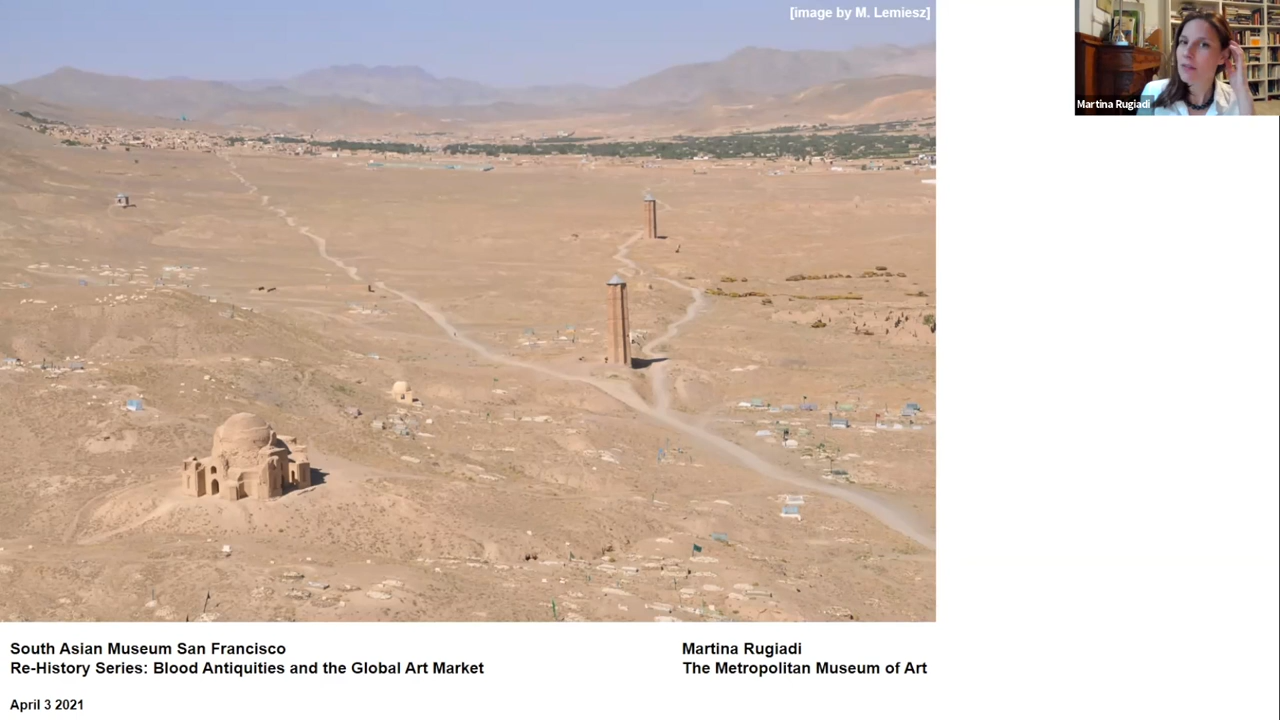 [image by M. Lemiesz]
Martina Rugiadi
South Asian Museum San Francisco
Re-History Series: Blood Antiquities and the Global Art Market
April 3 2021
Martina Rugiadi
The Metropolitan Museum of Art